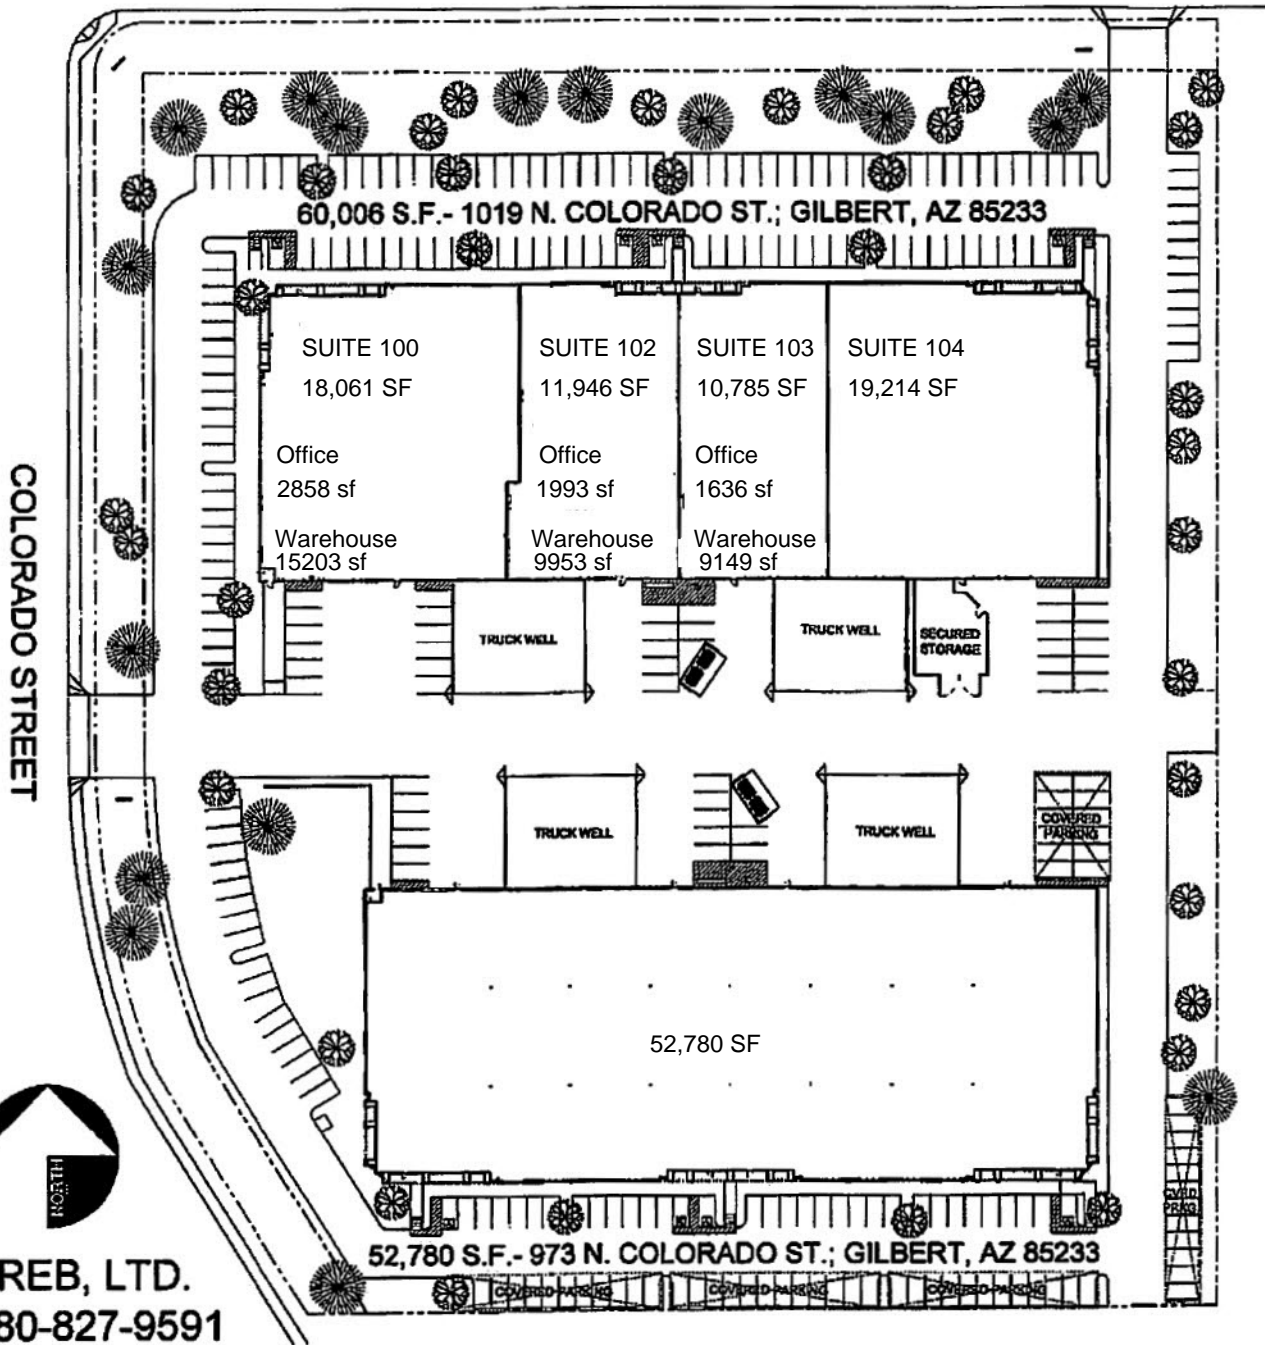 60,006 S.F.- 1019 N. COLORADO ST.; GILBERT, AZ 85233
SUITE 100
18,061 SF
Office
2858 sf
Warehouse
15203 sf
SUITE 102
11,946 SF
Office
1993 sf
Warehouse
9953 sf
SUITE 103
10,785 SF
Office
1636 sf
Warehouse
9149 sf
SUITE 104
19,214 SF
COLORADO STREET
TRUCK WELL
TRUCK WELL
SECURED
STORAGE
TRUCK WELL
TRUCK WELL
COVERED
PARKING
52,780 SF
NORTH
CVRD
PRKG
52,780 S.F.- 973 N. COLORADO ST.; GILBERT, AZ 85233
COVERED PARKING
COVERED PARKING
COVERED PARKING
REB, LTD.
80-827-9591